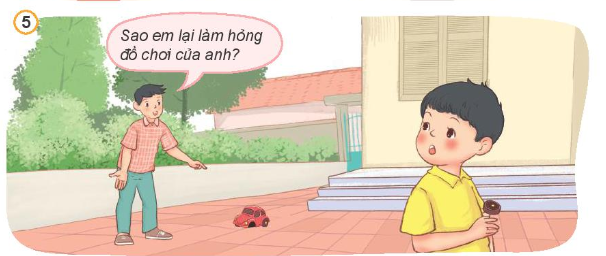 5
Sao em lại làm hỏng
đồ chơi của anh?